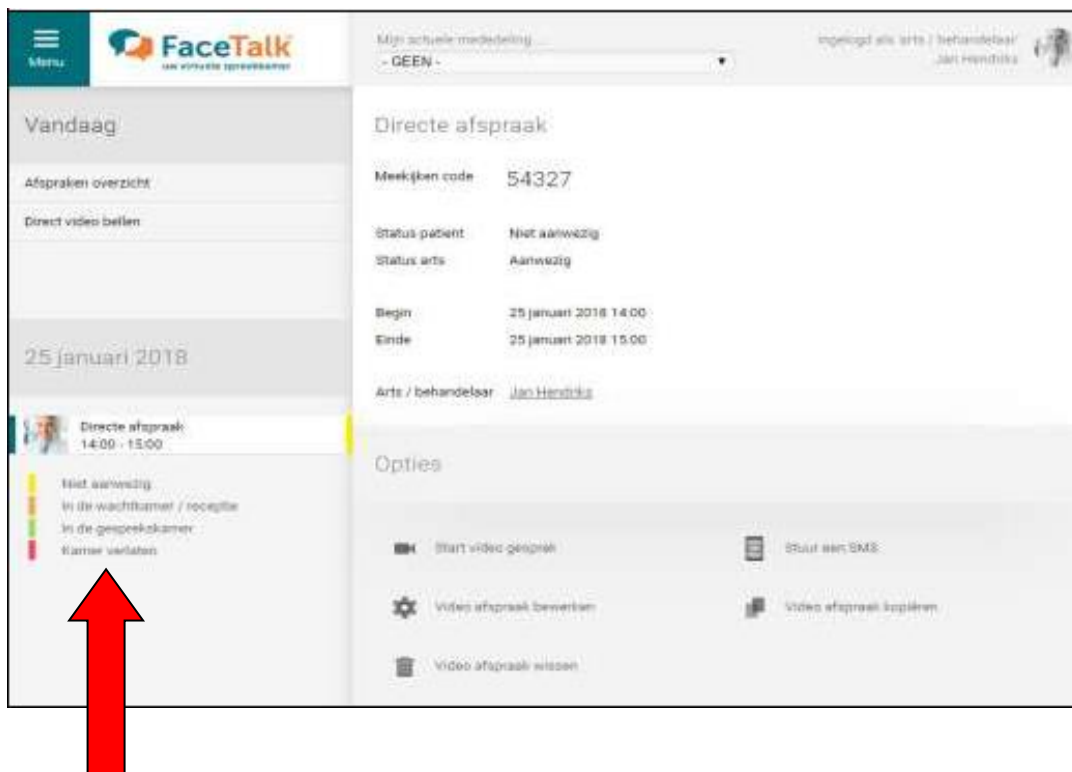 Menu
FaceTalk
uw virtuele spreekkamer
Mijn actuele mededeling ...
- GEEN -
ingelogd als arts / behandelaar
Jan Hendriks
Vandaag
Afspraken overzicht
Direct video bellen
25 januari 2018
Directe afspraak
14:00 - 15:00
Niet aanwezig
In de wachtkamer / receptie
In de gesprekskamer
Kamer verlaten
Directe afspraak
Meekijken code 54327
Status patient Niet aanwezig
Status arts Aanwezig
Begin 25 januari 2018 14:00
Einde 25 januari 2018 15:00
Arts / behandelaar Jan Hendriks
Opties
Start video gesprek
Stuur een SMS
Video afspraak bewerken
Video afspraak kopiëren
Video afspraak wissen